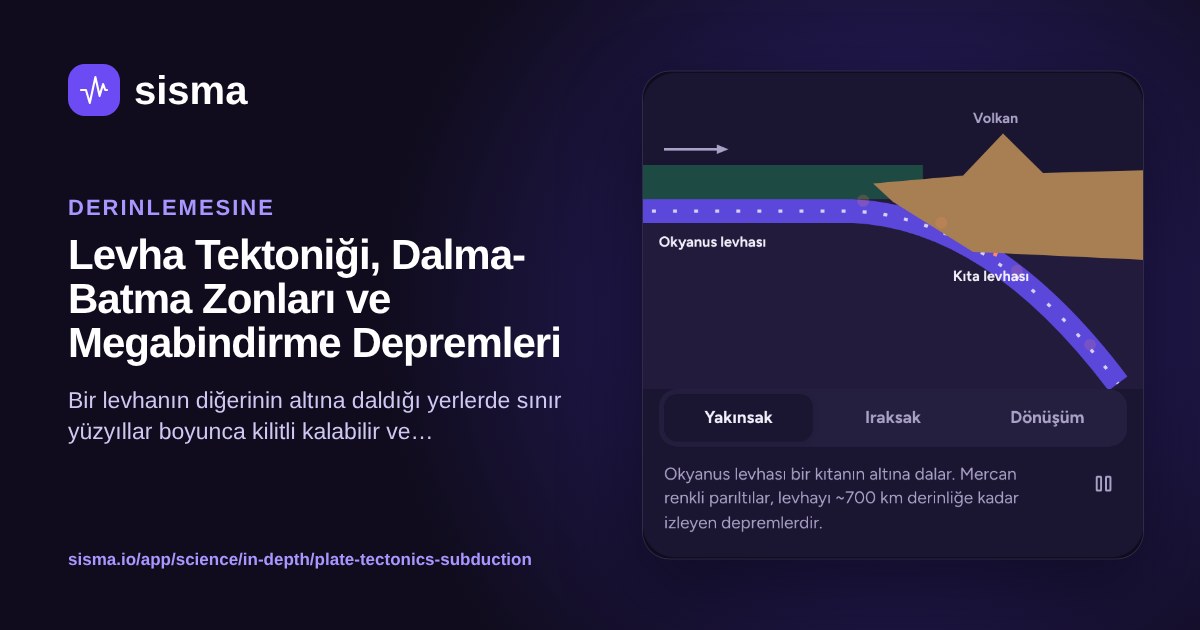 sisma
DERINLEMESINE
Levha Tektoniği, Dalma-
Batma Zonları ve
Megabindirme Depremleri
Bir levhanın diğerinin altına daldığı yerlerde sınır
yüzyıllar boyunca kilitli kalabilir ve…
sisma.io/app/science/in-depth/plate-tectonics-subduction
Volkan
Okyanus levhası
Kıta levhası
Yakınsak
Iraksak
Dönüşüm
Okyanus levhası bir kıtanın altına dalar. Mercan
renkli parıltılar, levhayı ~700 km derinliğe kadar
izleyen depremlerdir.